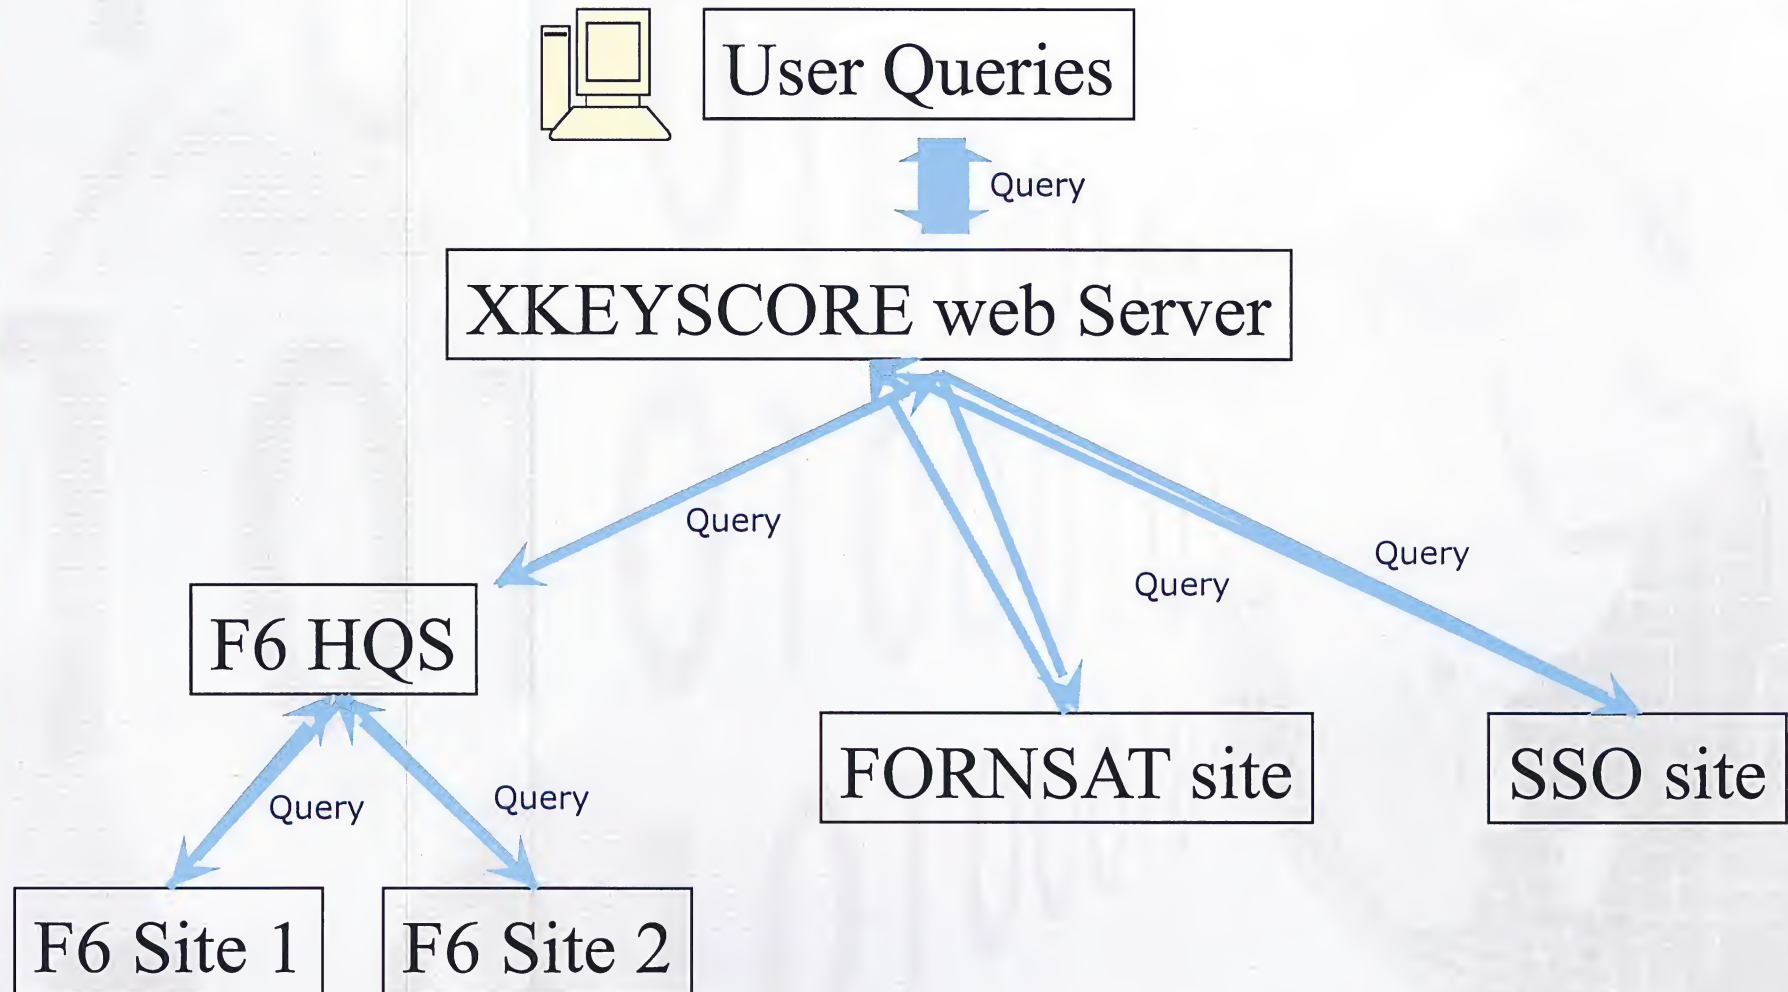 User Queries
Query
XKEYSCORE web Server
Query
Query
Query
F6 HQS
FORNSAT site
SSO site
Query
Query
F6 Site 1
F6 Site 2